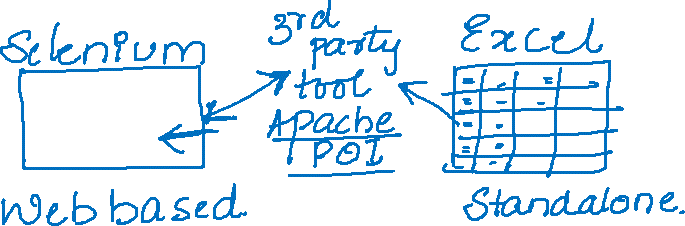 Selenium
3rd
party
tool
Apache
POI
Excel
Web based.
Standalone.